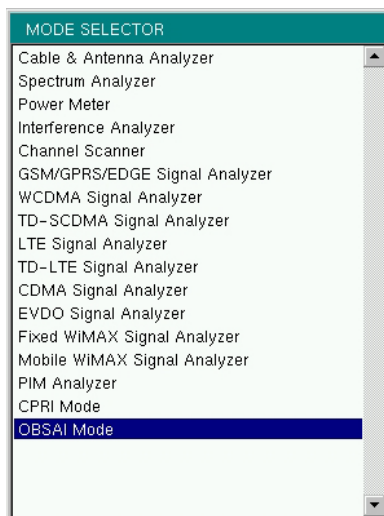 MODE SELECTOR
Cable & Antenna Analyzer
Spectrum Analyzer
Power Meter
Interference Analyzer
Channel Scanner
GSM/GPRS/EDGE Signal Analyzer
WCDMA Signal Analyzer
TD-SCDMA Signal Analyzer
LTE Signal Analyzer
TD-LTE Signal Analyzer
CDMA Signal Analyzer
EVDO Signal Analyzer
Fixed WiMAX Signal Analyzer
Mobile WiMAX Signal Analyzer
PIM Analyzer
CPRI Mode
OBSAI Mode